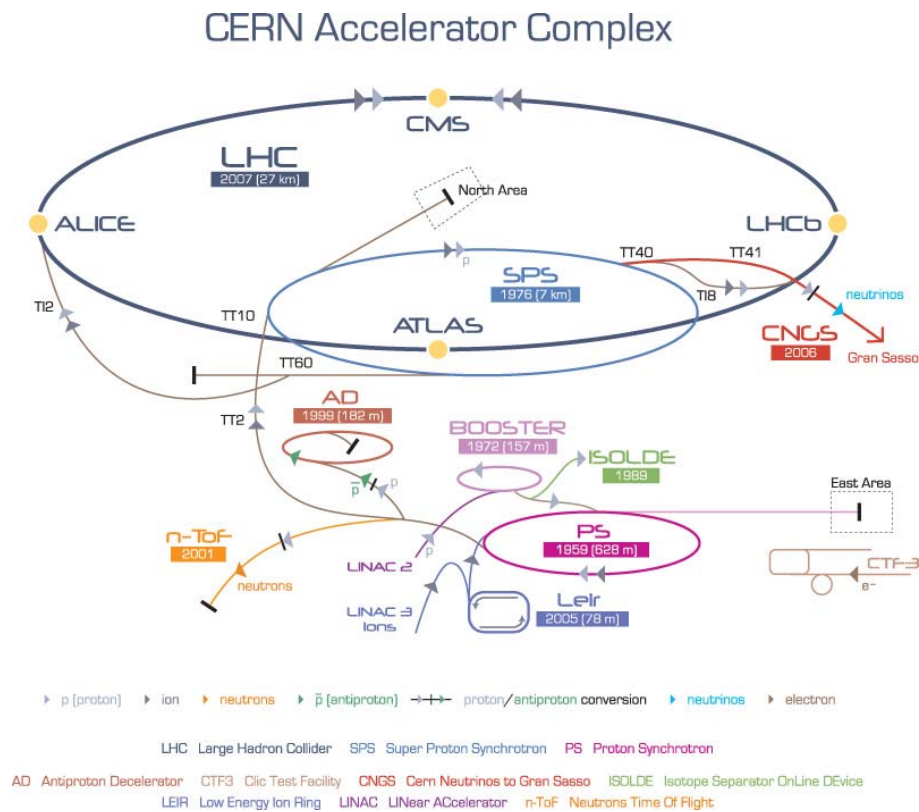 CERN Accelerator Complex
CMS
LHC
2007 (27 km)
North Area
ALICE
LHCb
TT40
TT41
SPS
1976 (7 km)
p
TI2
TI8
neutrinos
TT10
ATLAS
CNGS
2006
Gran Sasso
TT60
AD
1999 (182 m)
TT2
BOOSTER
1972 (157 m)
ISOLDE
1989
p
p̄
East Area
n-ToF
2001
PS
1959 (628 m)
p
LINAC 2
neutrons
CTF-3
e-
LINAC 3
Ions
Leir
2005 (78 m)
p (proton) ion neutrons p̄ (antiproton) proton/antiproton conversion neutrinos electron
LHC Large Hadron Collider SPS Super Proton Synchrotron PS Proton Synchrotron
AD Antiproton Decelerator CTF3 Clic Test Facility CNGS Cern Neutrinos to Gran Sasso ISOLDE Isotope Separator OnLine DEvice
LEIR Low Energy Ion Ring LINAC LINear ACcelerator n-ToF Neutrons Time Of Flight